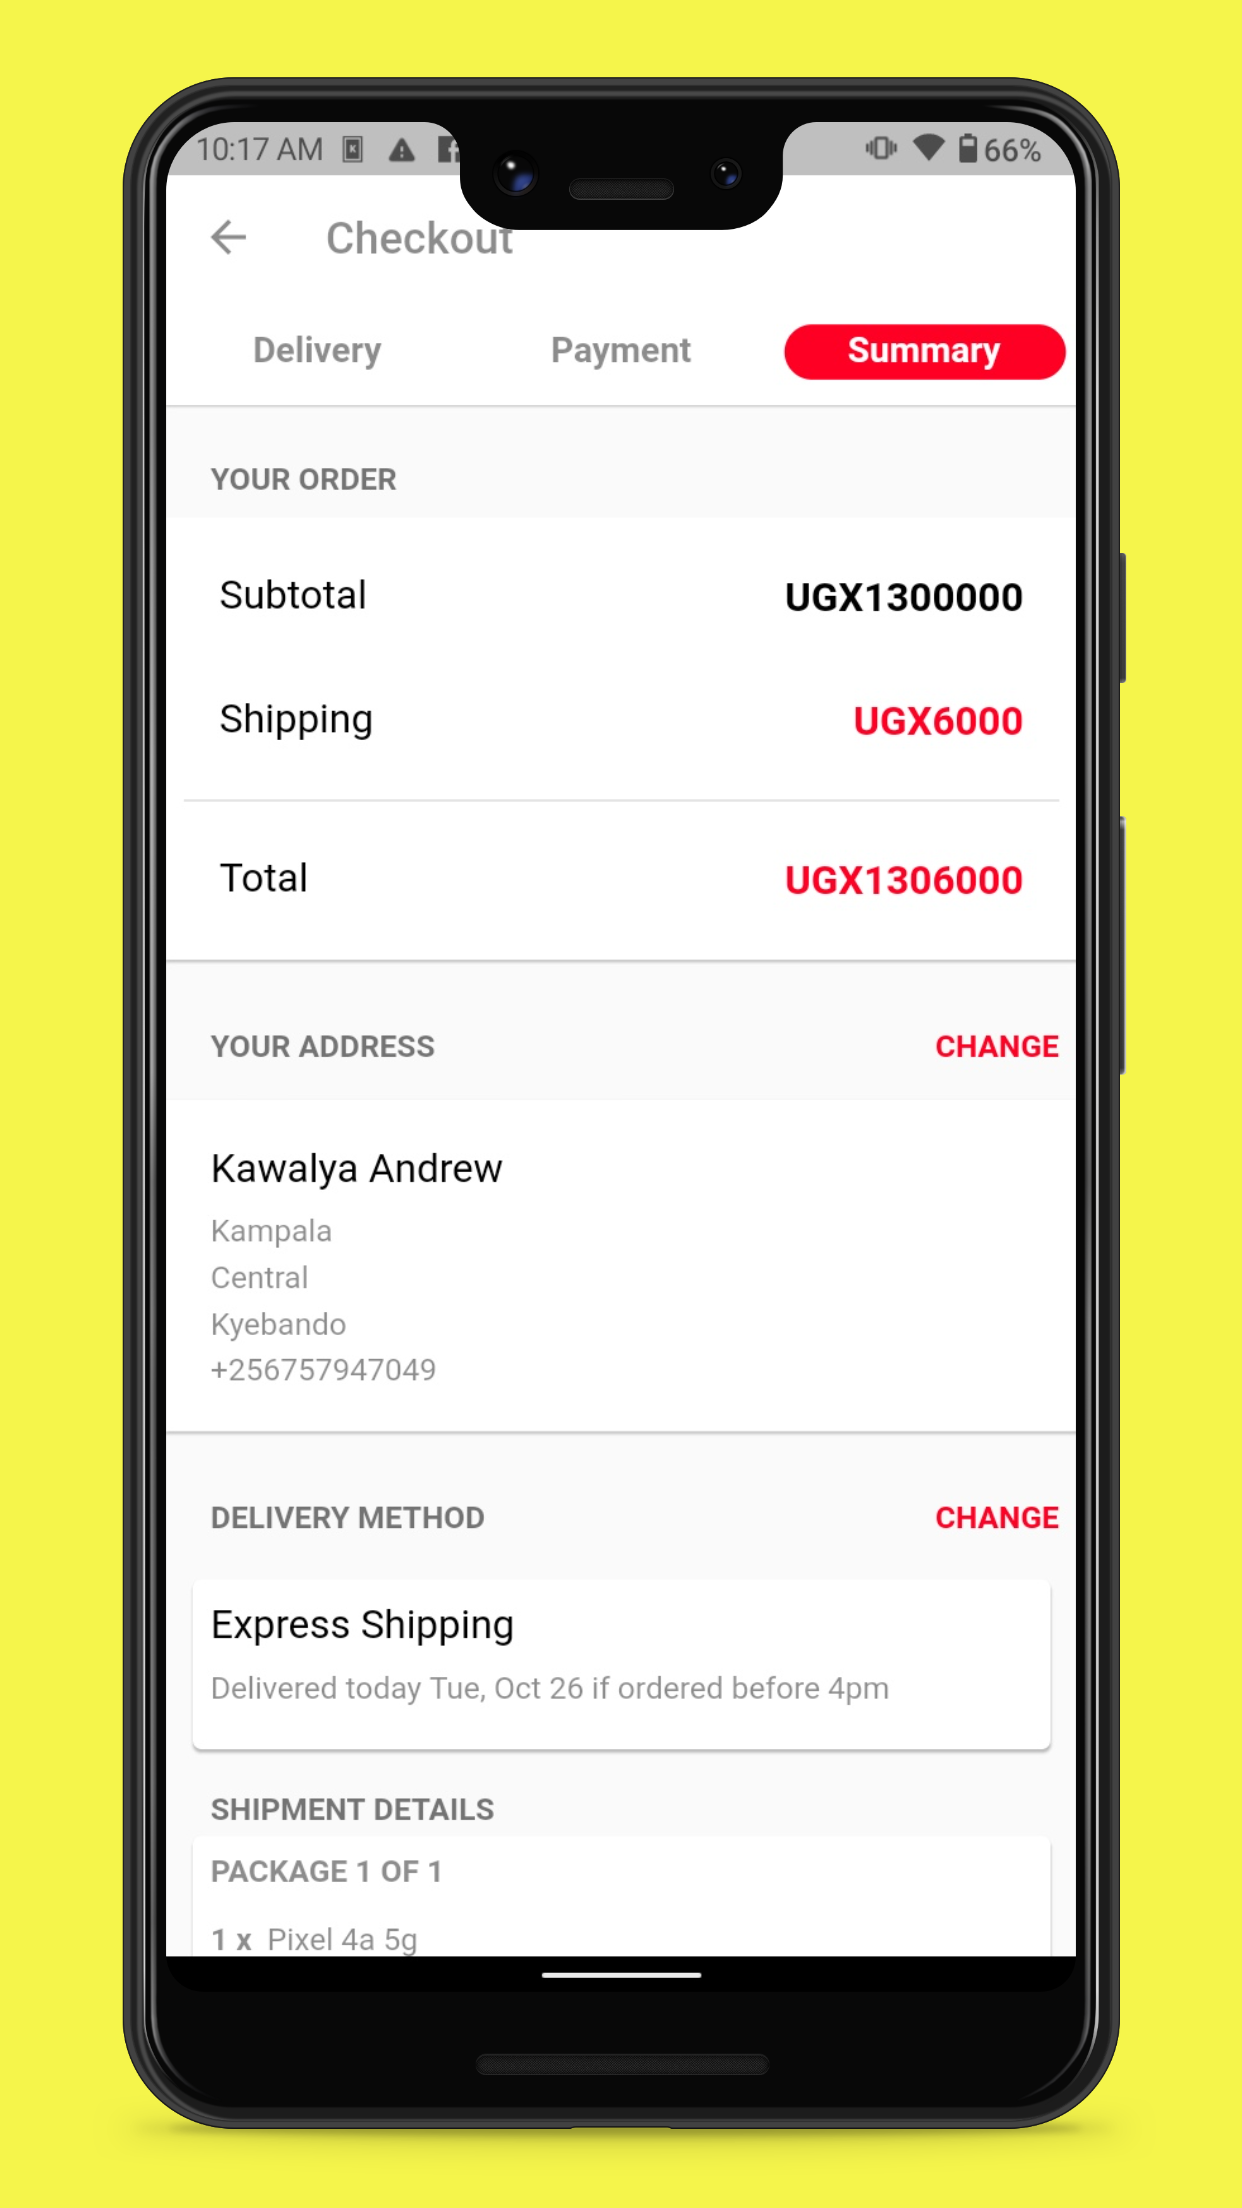 10:17 AM 66%
Checkout
Delivery Payment Summary
YOUR ORDER
Subtotal UGX1300000
Shipping UGX6000
Total UGX1306000
YOUR ADDRESS CHANGE
Kawalya Andrew
Kampala
Central
Kyebando
+256757947049
DELIVERY METHOD CHANGE
Express Shipping
Delivered today Tue, Oct 26 if ordered before 4pm
SHIPMENT DETAILS
PACKAGE 1 OF 1
1 x Pixel 4a 5g